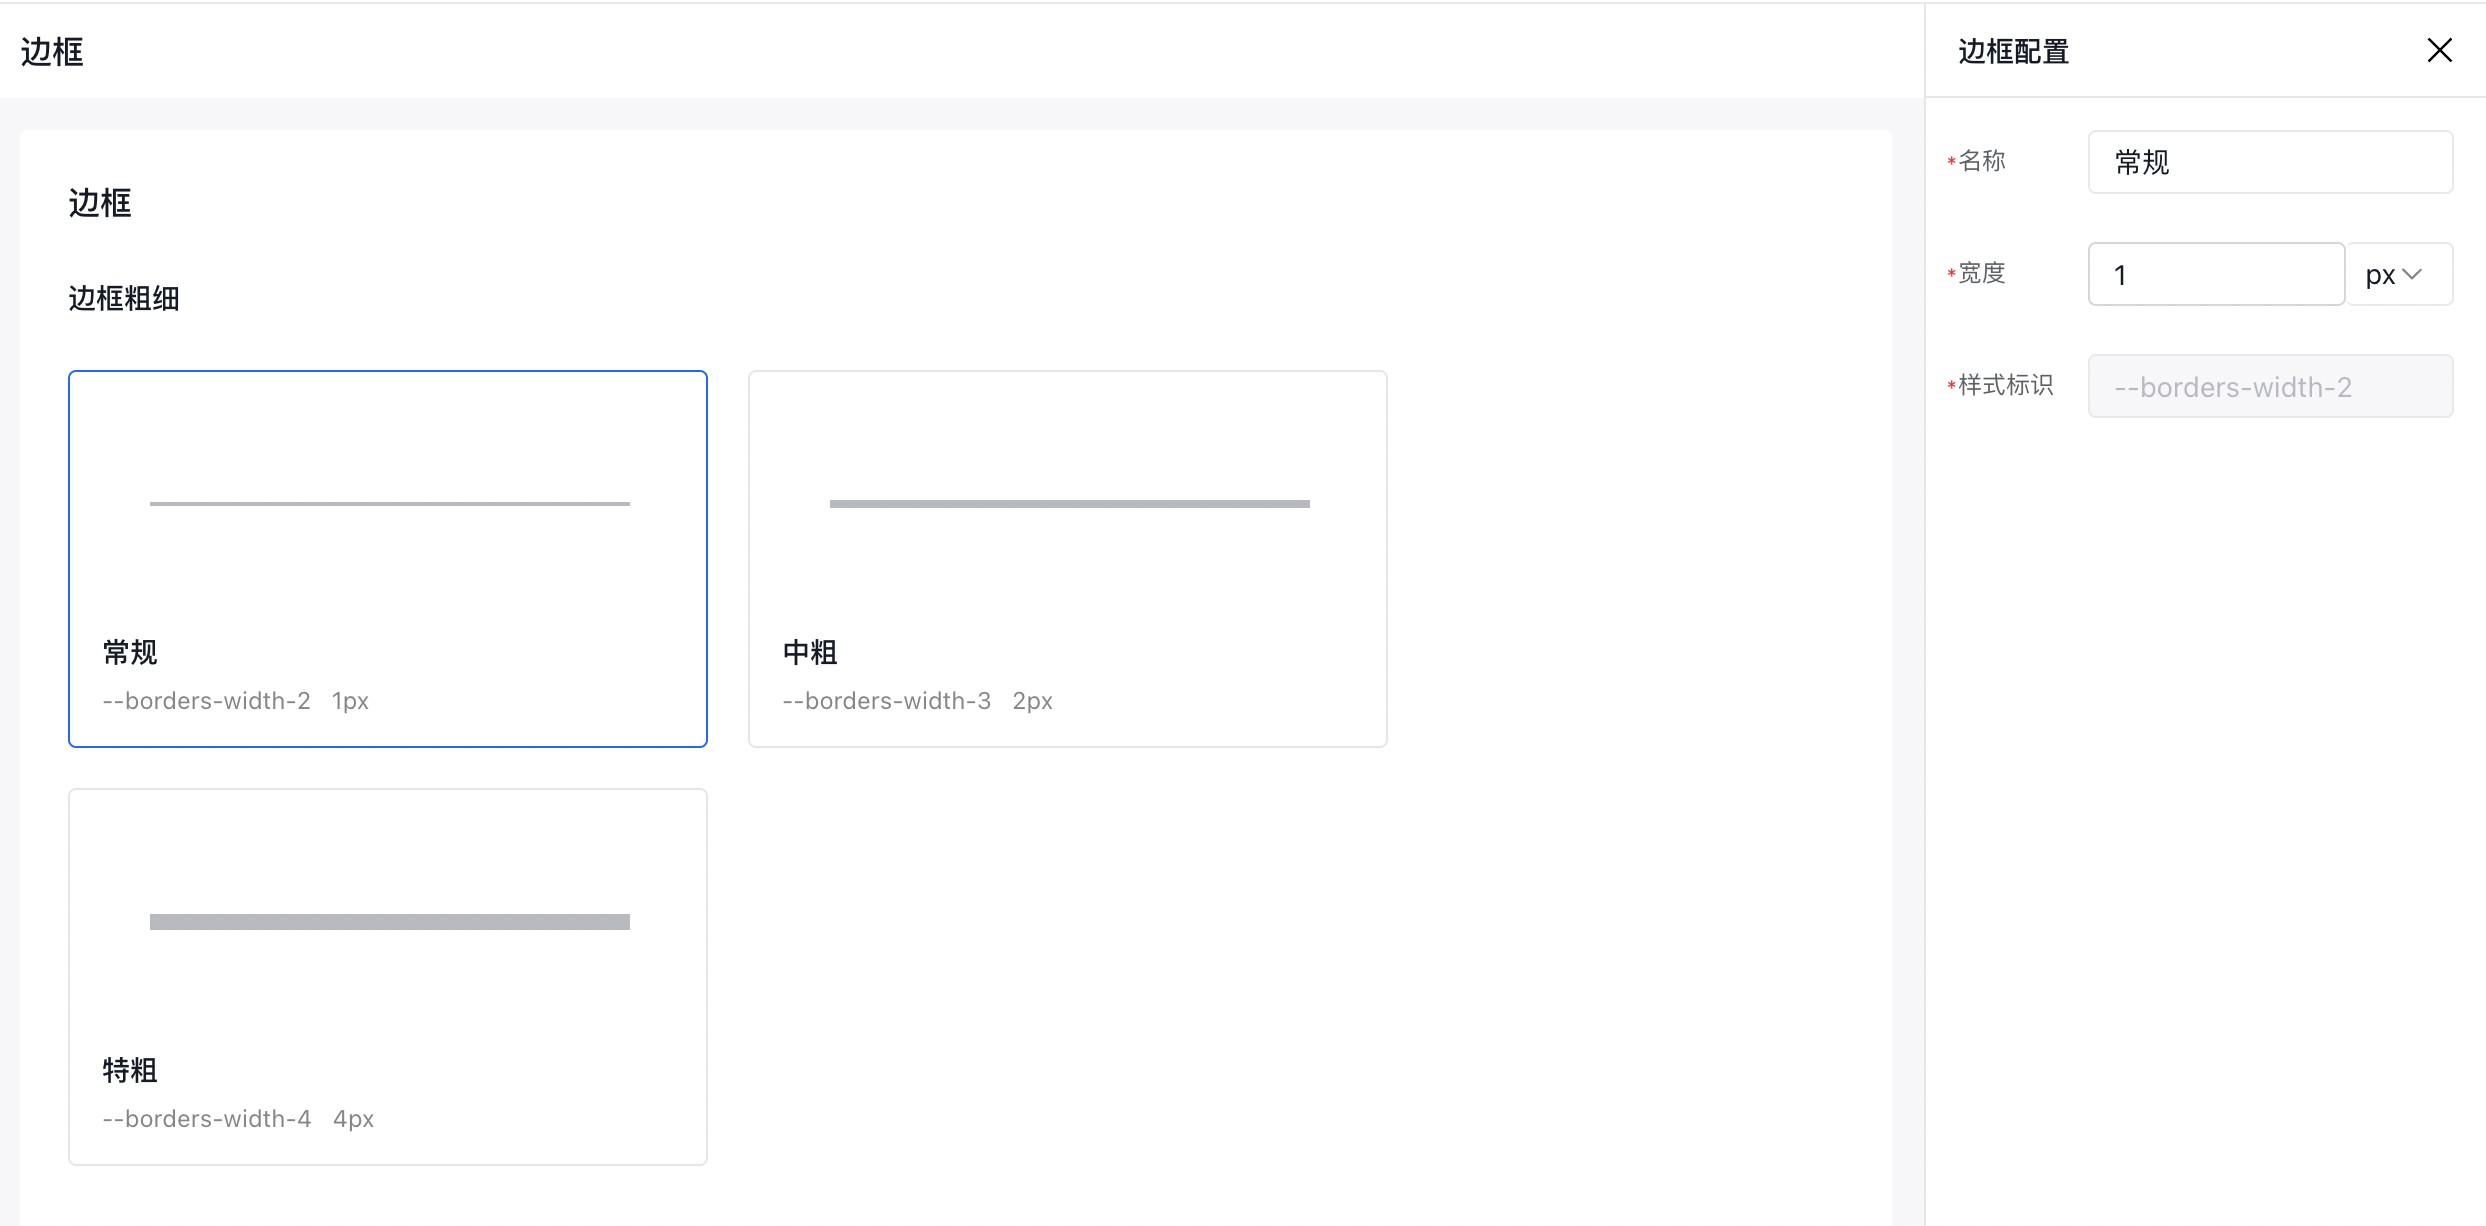 边框
边框
边框粗细
常规
--borders-width-2 1px
中粗
--borders-width-3 2px
特粗
--borders-width-4 4px
边框配置
*名称 常规
*宽度 1 px
*样式标识 --borders-width-2